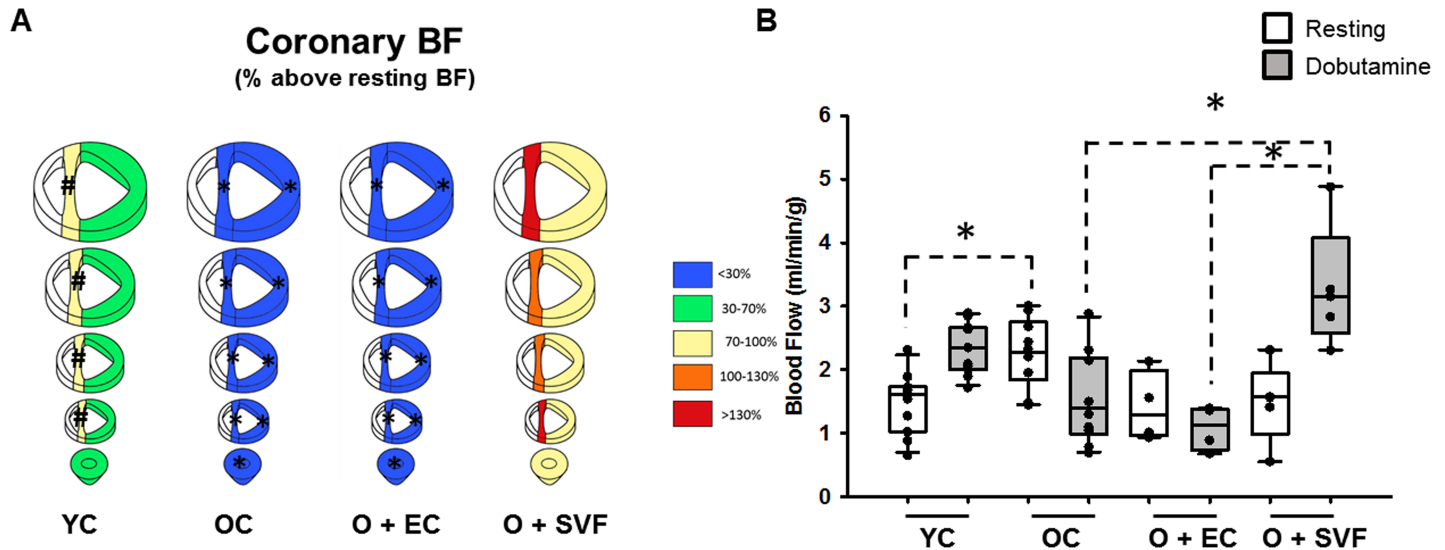 A
Coronary BF
(% above resting BF)
#
* *
* *
#
* *
* *
#
* *
* *
#
* *
* *
*
*
YC
OC
O + EC
O + SVF
<30%
30-70%
70-100%
100-130%
>130%
B
Resting
Dobutamine
*
*
*
Blood Flow (ml/min/g)
6
5
4
3
2
1
0
YC
OC
O + EC
O + SVF